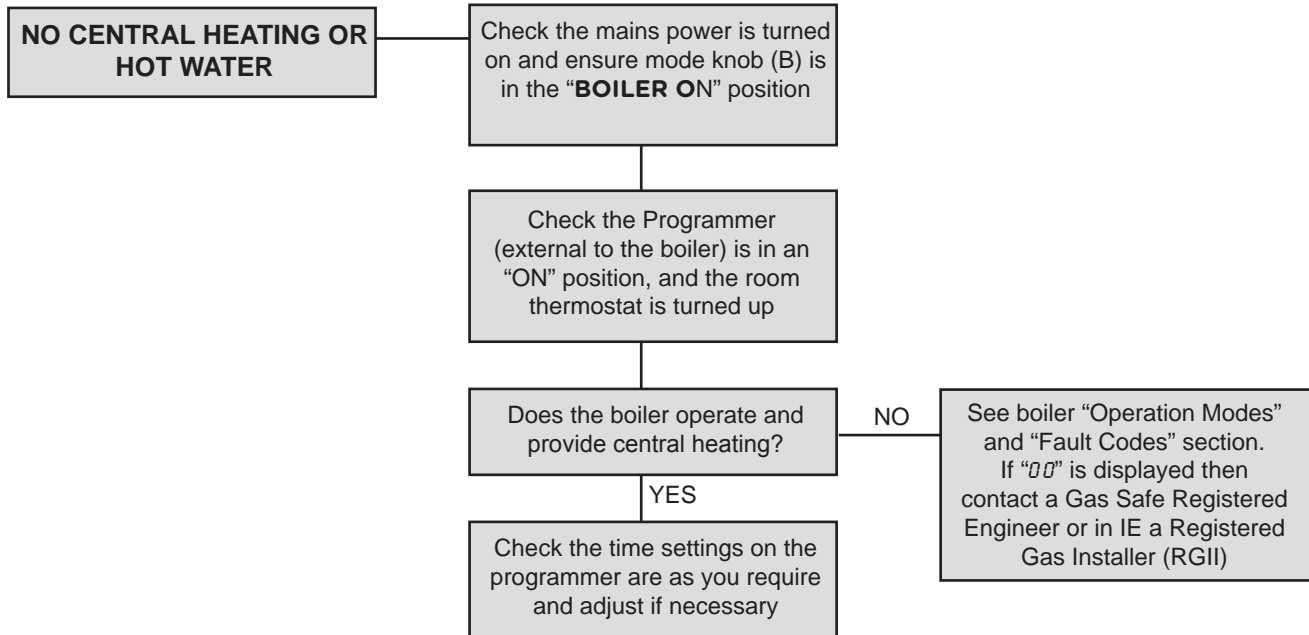 NO CENTRAL HEATING OR
HOT WATER
Check the mains power is turned
on and ensure mode knob (B) is
in the “BOILER ON” position
Check the Programmer
(external to the boiler) is in an
“ON” position, and the room
thermostat is turned up
Does the boiler operate and
provide central heating?
NO
See boiler “Operation Modes”
and “Fault Codes” section.
If “00” is displayed then
contact a Gas Safe Registered
Engineer or in IE a Registered
Gas Installer (RGII)
YES
Check the time settings on the
programmer are as you require
and adjust if necessary